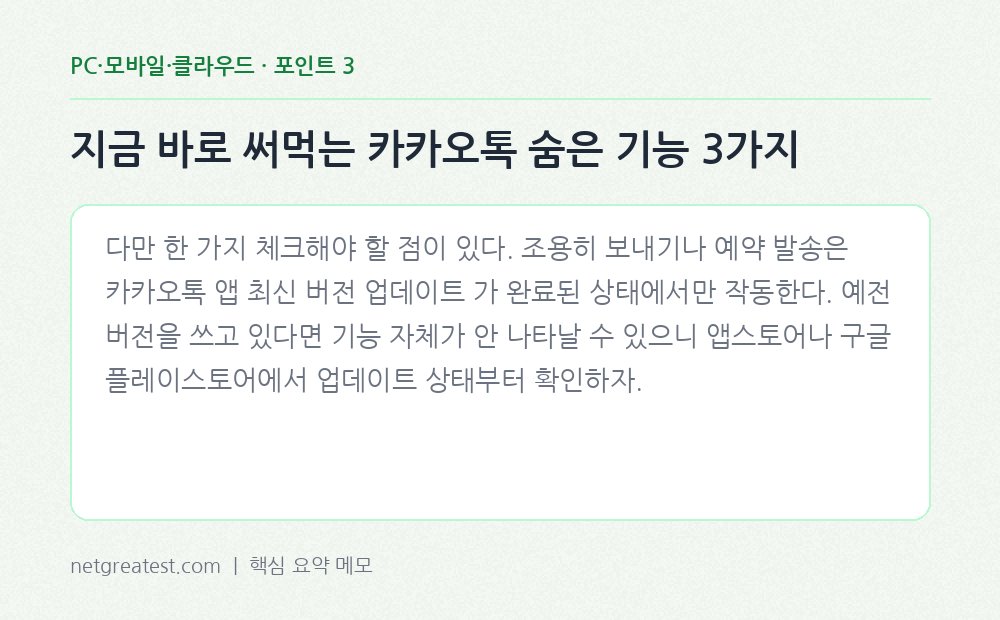 PC·모바일·클라우드 · 포인트 3
지금 바로 써먹는 카카오톡 숨은 기능 3가지
다만 한 가지 체크해야 할 점이 있다. 조용히 보내기나 예약 발송은
카카오톡 앱 최신 버전 업데이트 가 완료된 상태에서만 작동한다. 예전
버전을 쓰고 있다면 기능 자체가 안 나타날 수 있으니 앱스토어나 구글
플레이스토어에서 업데이트 상태부터 확인하자.
netgreatest.com | 핵심 요약 메모